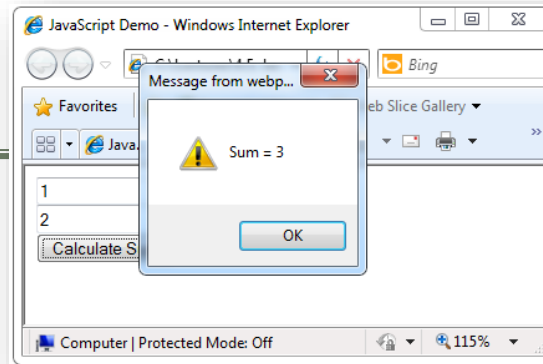 JavaScript Demo - Windows Internet Explorer
Bing
Message from webp...
Favorites
Slice Gallery
Java.
Sum = 3
1
2
Calculate S
OK
Computer | Protected Mode: Off
115%